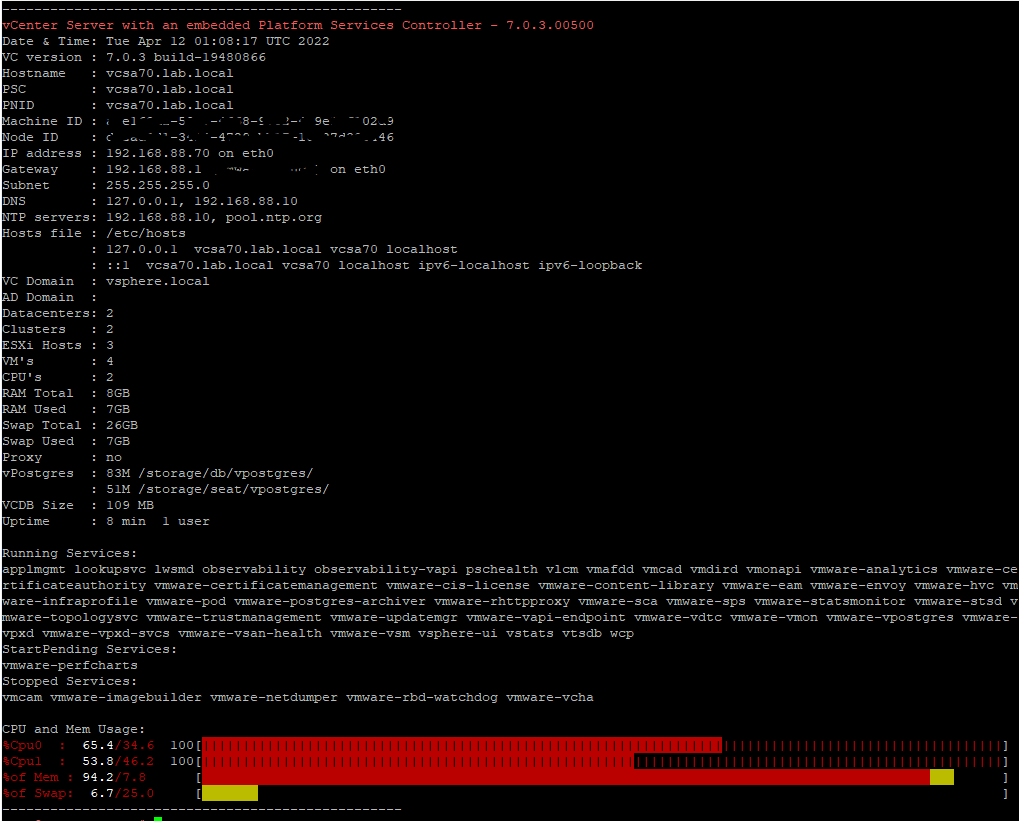 --------------------------------------------------
vCenter Server with an embedded Platform Services Controller - 7.0.3.00500
Date & Time: Tue Apr 12 01:08:17 UTC 2022
VC version : 7.0.3 build-19480866
Hostname   : vcsa70.lab.local
PSC        : vcsa70.lab.local
PNID       : vcsa70.lab.local
Machine ID :
Node ID    :
IP address : 192.168.88.70 on eth0
Gateway    : 192.168.88.1 on eth0
Subnet     : 255.255.255.0
DNS        : 127.0.0.1, 192.168.88.10
NTP servers: 192.168.88.10, pool.ntp.org
Hosts file : /etc/hosts
           : 127.0.0.1  vcsa70.lab.local vcsa70 localhost
           : ::1  vcsa70.lab.local vcsa70 localhost ipv6-localhost ipv6-loopback
VC Domain  : vsphere.local
AD Domain  :
Datacenters: 2
Clusters   : 2
ESXi Hosts : 3
VM's       : 4
CPU's      : 2
RAM Total  : 8GB
RAM Used   : 7GB
Swap Total : 26GB
Swap Used  : 7GB
Proxy      : no
vPostgres  : 83M /storage/db/vpostgres/
           : 51M /storage/seat/vpostgres/
VCDB Size  : 109 MB
Uptime     : 8 min  1 user
Running Services:
applmgmt lookupsvc lwsmd observability observability-vapi pschealth vlcm vmafdd vmcad vmdird vmonapi vmware-analytics vmware-ce
rtificateauthority vmware-certificatemanagement vmware-cis-license vmware-content-library vmware-eam vmware-envoy vmware-hvc vm
ware-infraprofile vmware-pod vmware-postgres-archiver vmware-rhttpproxy vmware-sca vmware-sps vmware-statsmonitor vmware-stsd v
mware-topologysvc vmware-trustmanagement vmware-updatemgr vmware-vapi-endpoint vmware-vdtc vmware-vmon vmware-vpostgres vmware-
vpxd vmware-vpxd-svcs vmware-vsan-health vmware-vsm vsphere-ui vstats vtsdb wcp
StartPending Services:
vmware-perfcharts
Stopped Services:
vmcam vmware-imagebuilder vmware-netdumper vmware-rbd-watchdog vmware-vcha
CPU and Mem Usage:
%Cpu0  :  65.4/34.6  100[ ]
%Cpu1  :  53.8/46.2  100[ ]
%of Mem : 94.2/7.8      [ ]
%of Swap:  6.7/25.0     [ ]
--------------------------------------------------